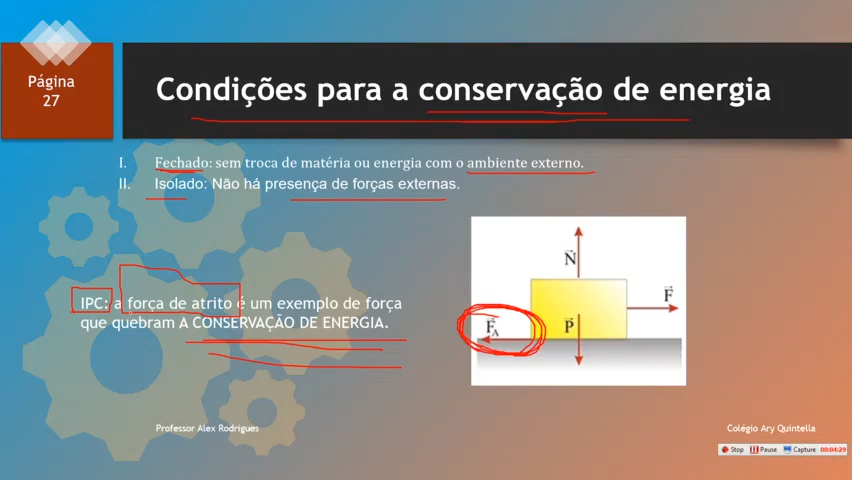 Página
27
Condições para a conservação de energia
I. Fechado: sem troca de matéria ou energia com o ambiente externo.
II. Isolado: Não há presença de forças externas.
IPC: a força de atrito é um exemplo de força
que quebram A CONSERVAÇÃO DE ENERGIA.
N
F
F_A
P
Professor Alex Rodrigues
Colégio Ary Quintella
Stop Pause Capture 00:04:29